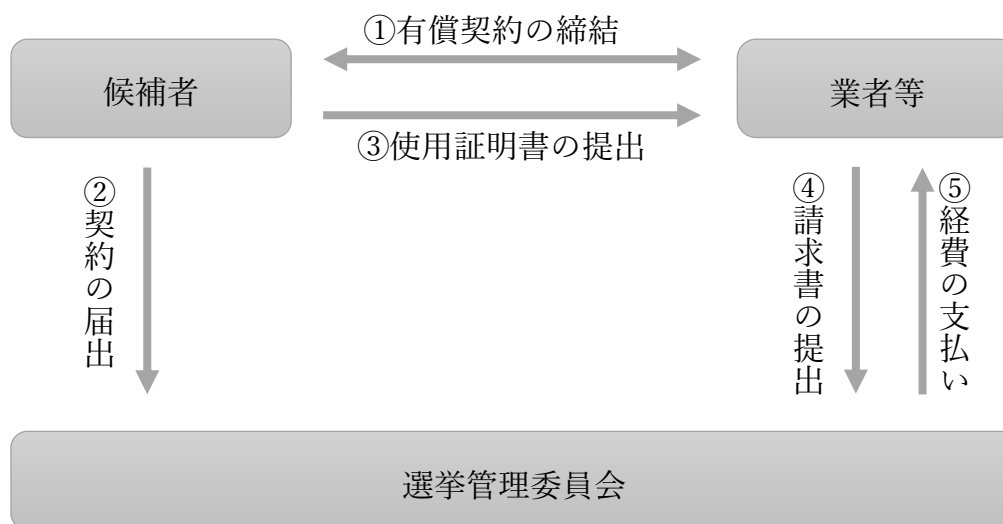 ①有償契約の締結
候補者
業者等
③使用証明書の提出
②契約の届出
④請求書の提出
⑤経費の支払い
選挙管理委員会